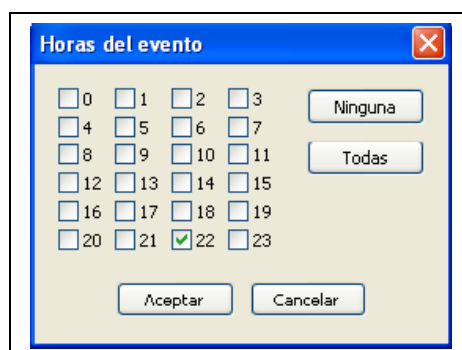 Horas del evento
0 1 2 3 Ninguna
4 5 6 7
8 9 10 11 Todas
12 13 14 15
16 17 18 19
20 21 22 23
Aceptar Cancelar